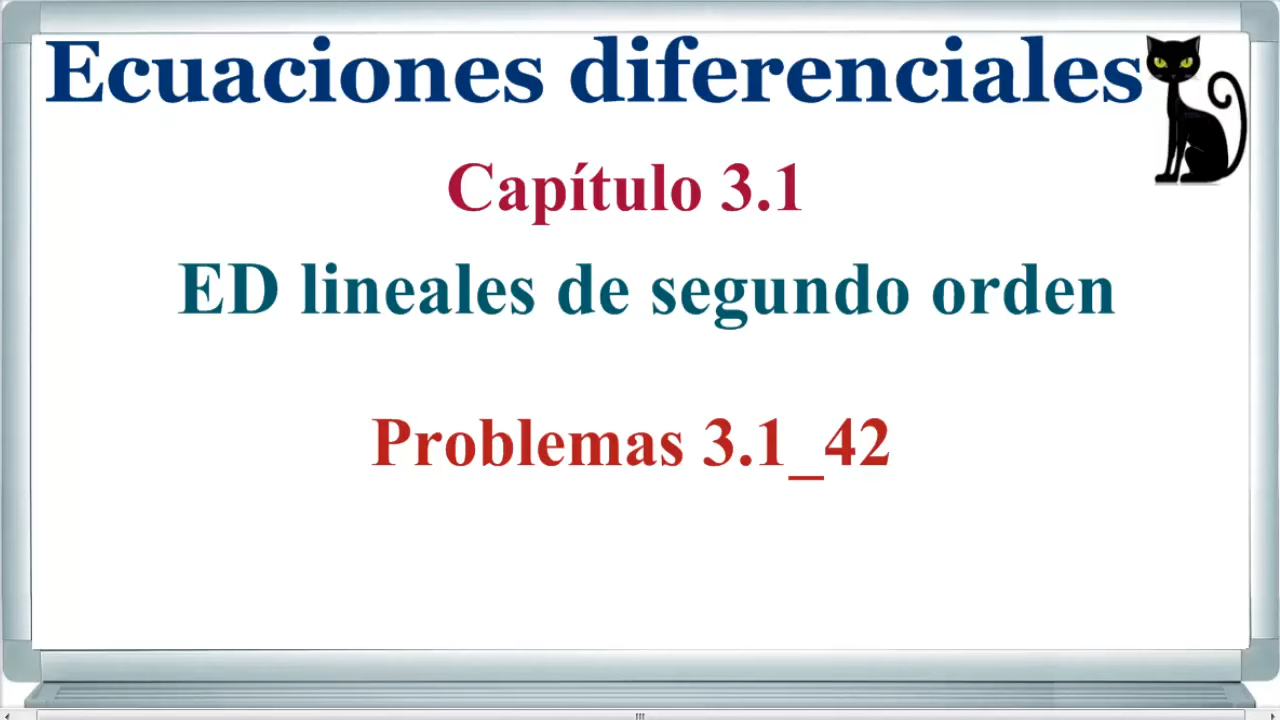 Ecuaciones diferenciales
Capítulo 3.1
ED lineales de segundo orden
Problemas 3.1_42